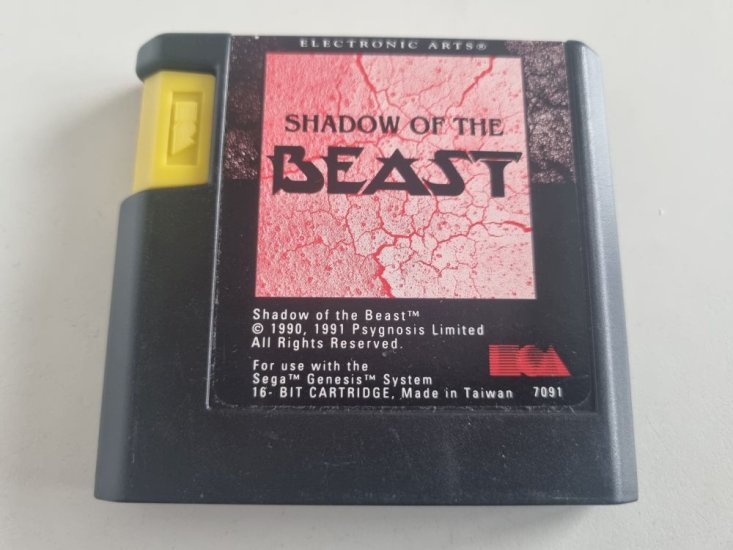 ELECTRONIC ARTS®
SHADOW OF THE
BEAST
Shadow of the Beast™
© 1990, 1991 Psygnosis Limited
All Rights Reserved.
EA
For use with the
Sega™ Genesis™ System
16- BIT CARTRIDGE, Made in Taiwan 7091